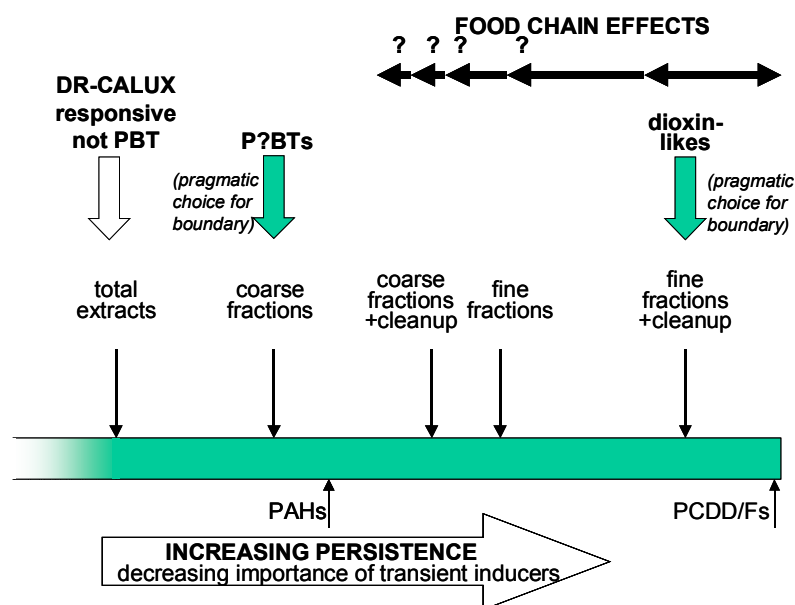 FOOD CHAIN EFFECTS
? ? ? ?
DR-CALUX
responsive
not PBT
P?BTs
dioxin-
likes
(pragmatic
choice for
boundary)
(pragmatic
choice for
boundary)
total
extracts
coarse
fractions
coarse
fractions
+cleanup
fine
fractions
fine
fractions
+cleanup
PAHs
PCDD/Fs
INCREASING PERSISTENCE
decreasing importance of transient inducers